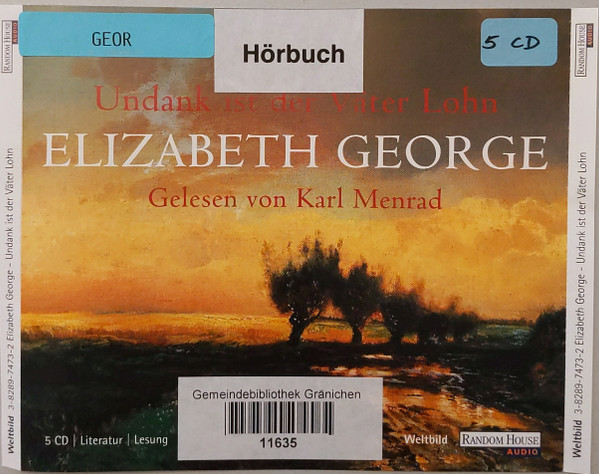 GEOR
Hörbuch
5 CD
Undank ist der Väter Lohn
ELIZABETH GEORGE
Gelesen von Karl Menrad
Gemeindebibliothek Gränichen
11635
5 CD | Literatur | Lesung
Weltbild
RANDOM HOUSE
AUDIO
RANDOM HOUSE
AUDIO
Weltbild 3-8289-7473-2 Elizabeth George - Undank ist der Väter Lohn
RANDOM HOUSE
AUDIO
Weltbild 3-8289-7473-2 Elizabeth George - Undank ist der Väter Lohn